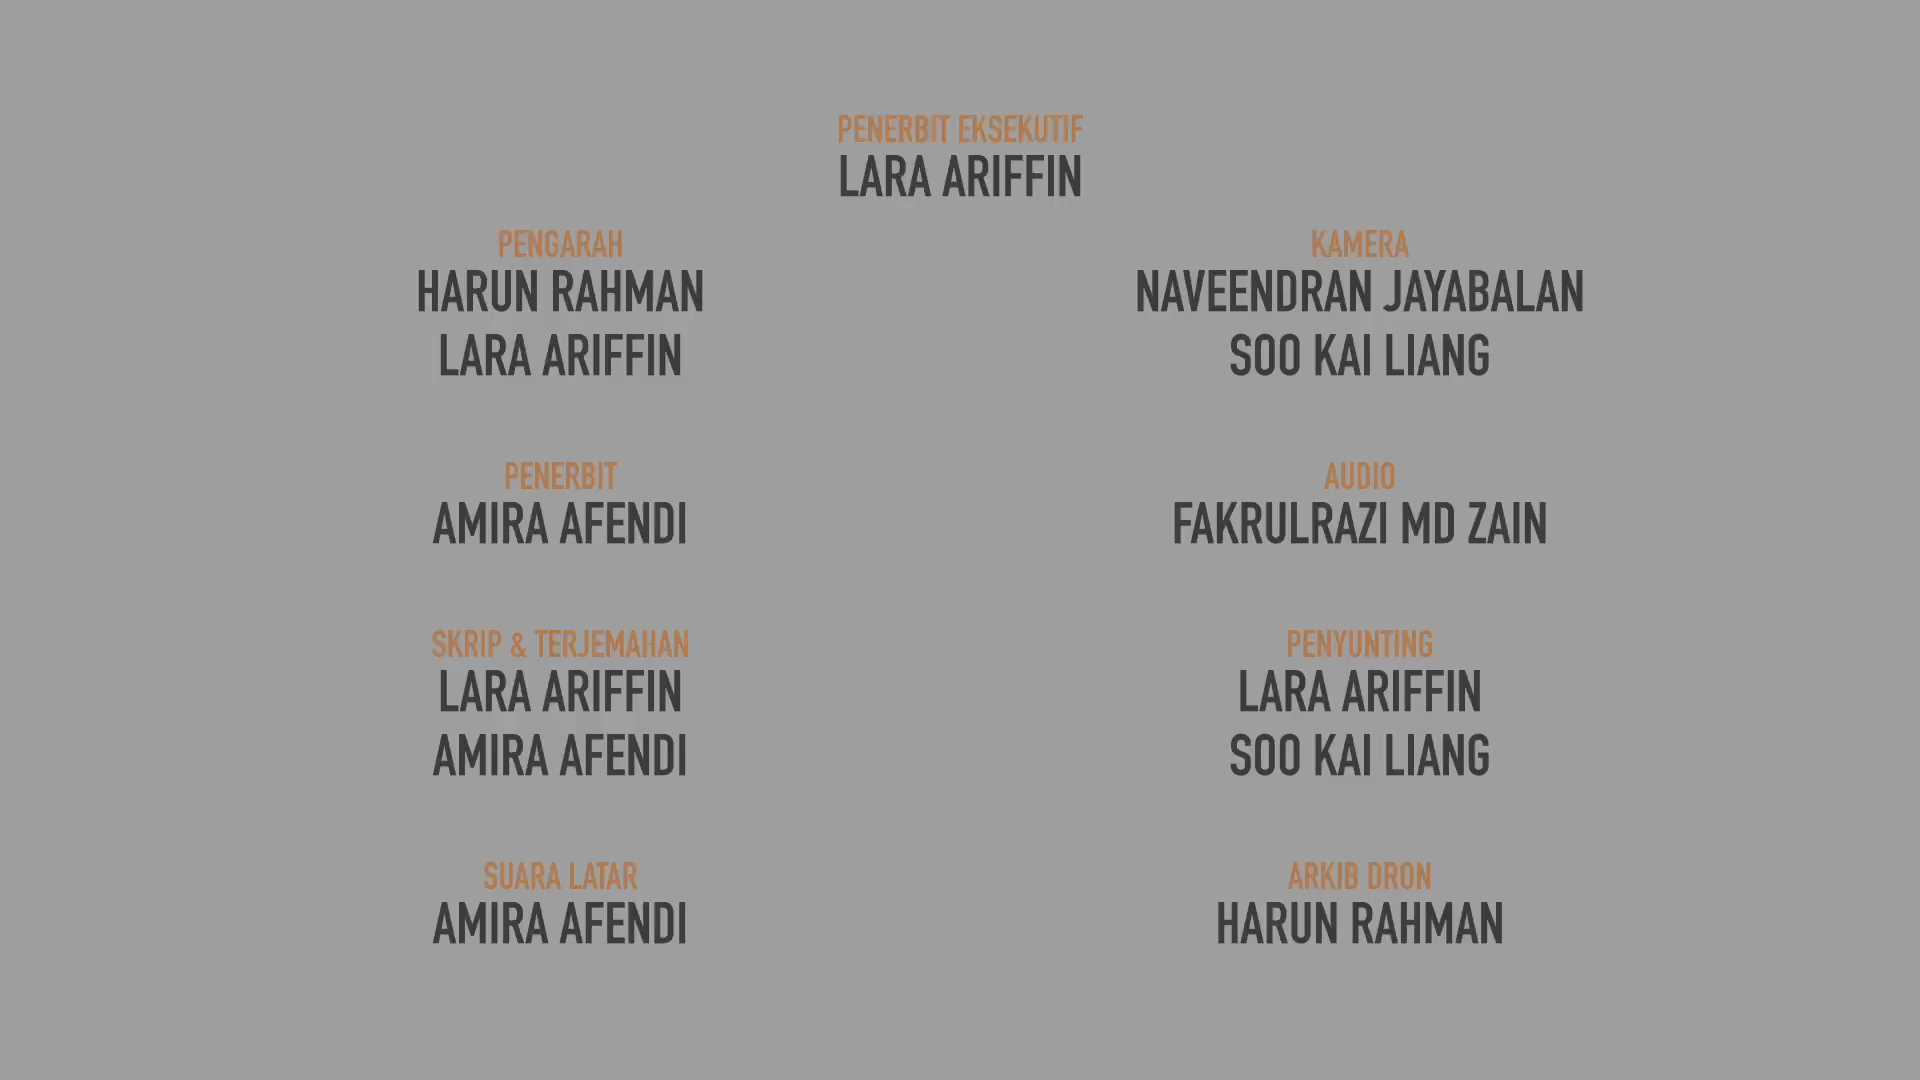 PENERBIT EKSEKUTIF
LARA ARIFFIN
PENGARAH
HARUN RAHMAN
LARA ARIFFIN
PENERBIT
AMIRA AFENDI
SKRIP & TERJEMAHAN
LARA ARIFFIN
AMIRA AFENDI
SUARA LATAR
AMIRA AFENDI
KAMERA
NAVEENDRAN JAYABALAN
SOO KAI LIANG
AUDIO
FAKRULRAZI MD ZAIN
PENYUNTING
LARA ARIFFIN
SOO KAI LIANG
ARKIB DRON
HARUN RAHMAN